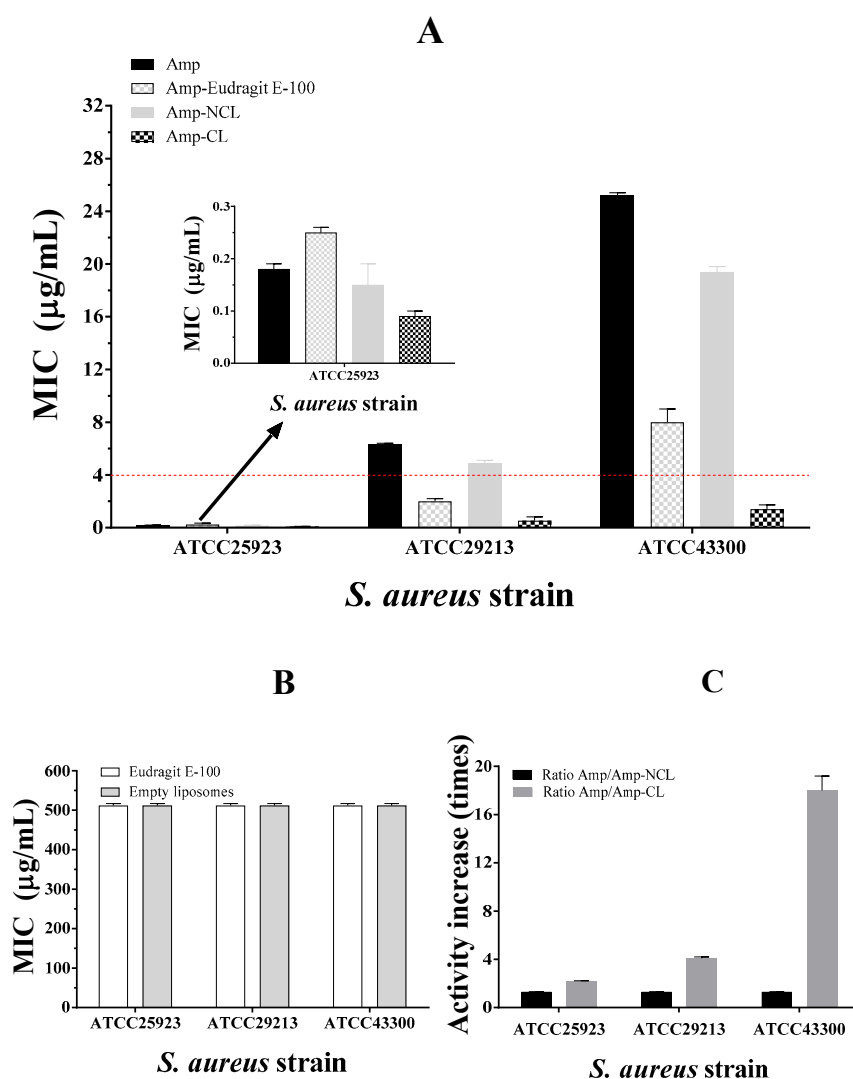 A
Amp
Amp-Eudragit E-100
Amp-NCL
Amp-CL
32
28
24
20
16
12
8
4
0
MIC (µg/mL)
0.3
0.2
0.1
0.0
MIC (µg/mL)
ATCC25923
S. aureus strain
ATCC25923 ATCC29213 ATCC43300
S. aureus strain
B
Eudragit E-100
Empty liposomes
600
500
400
300
200
100
0
MIC (µg/mL)
ATCC25923 ATCC29213 ATCC43300
S. aureus strain
C
Ratio Amp/Amp-NCL
Ratio Amp/Amp-CL
20
16
12
8
4
0
Activity increase (times)
ATCC25923 ATCC29213 ATCC43300
S. aureus strain